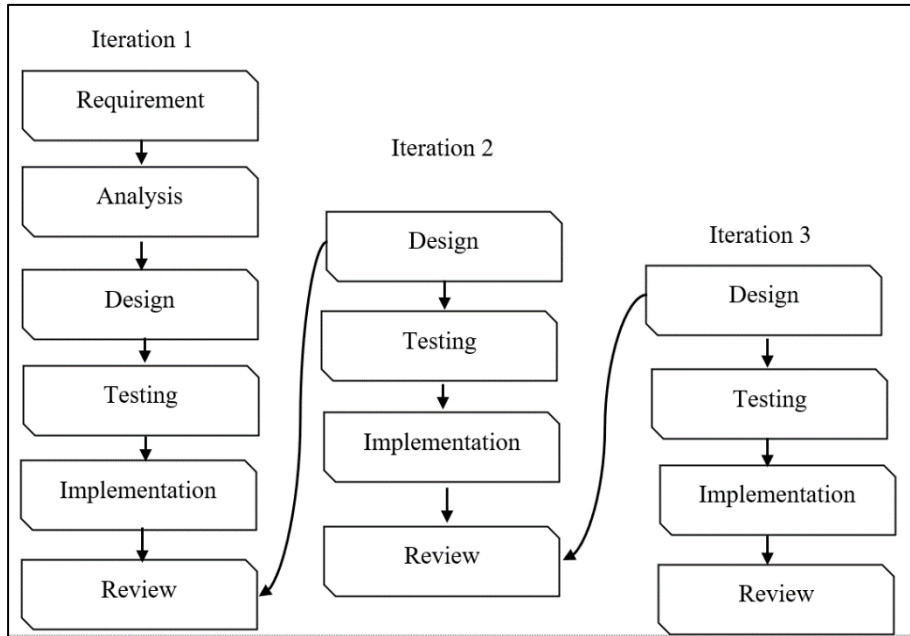 Iteration 1
Requirement
Analysis
Design
Testing
Implementation
Review
Iteration 2
Design
Testing
Implementation
Review
Iteration 3
Design
Testing
Implementation
Review